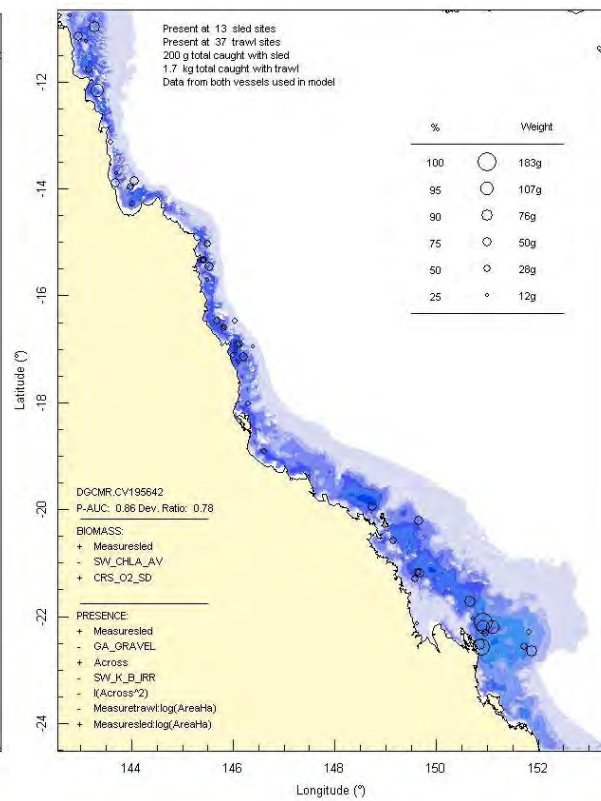 Present at 13 sled sites
Present at 37 trawl sites
200 g total caught with sled
1.7 kg total caught with trawl
Data from both vessels used in model
% Weight
100 183g
95 107g
90 76g
75 50g
50 28g
25 12g
-12
-14
-16
-18
-20
-22
-24
Latitude (°)
DGCMR.CV195642
P-AUC: 0.86 Dev. Ratio: 0.78
BIOMASS:
+ Measuresled
- SW_CHLA_AV
+ CRS_O2_SD
PRESENCE:
+ Measuresled
- GA_GRAVEL
+ Across
- SW_K_B_IRR
- I(Across^2)
- Measuretrawl:log(AreaHa)
+ Measuresled:log(AreaHa)
144 146 148 150 152
Longitude (°)